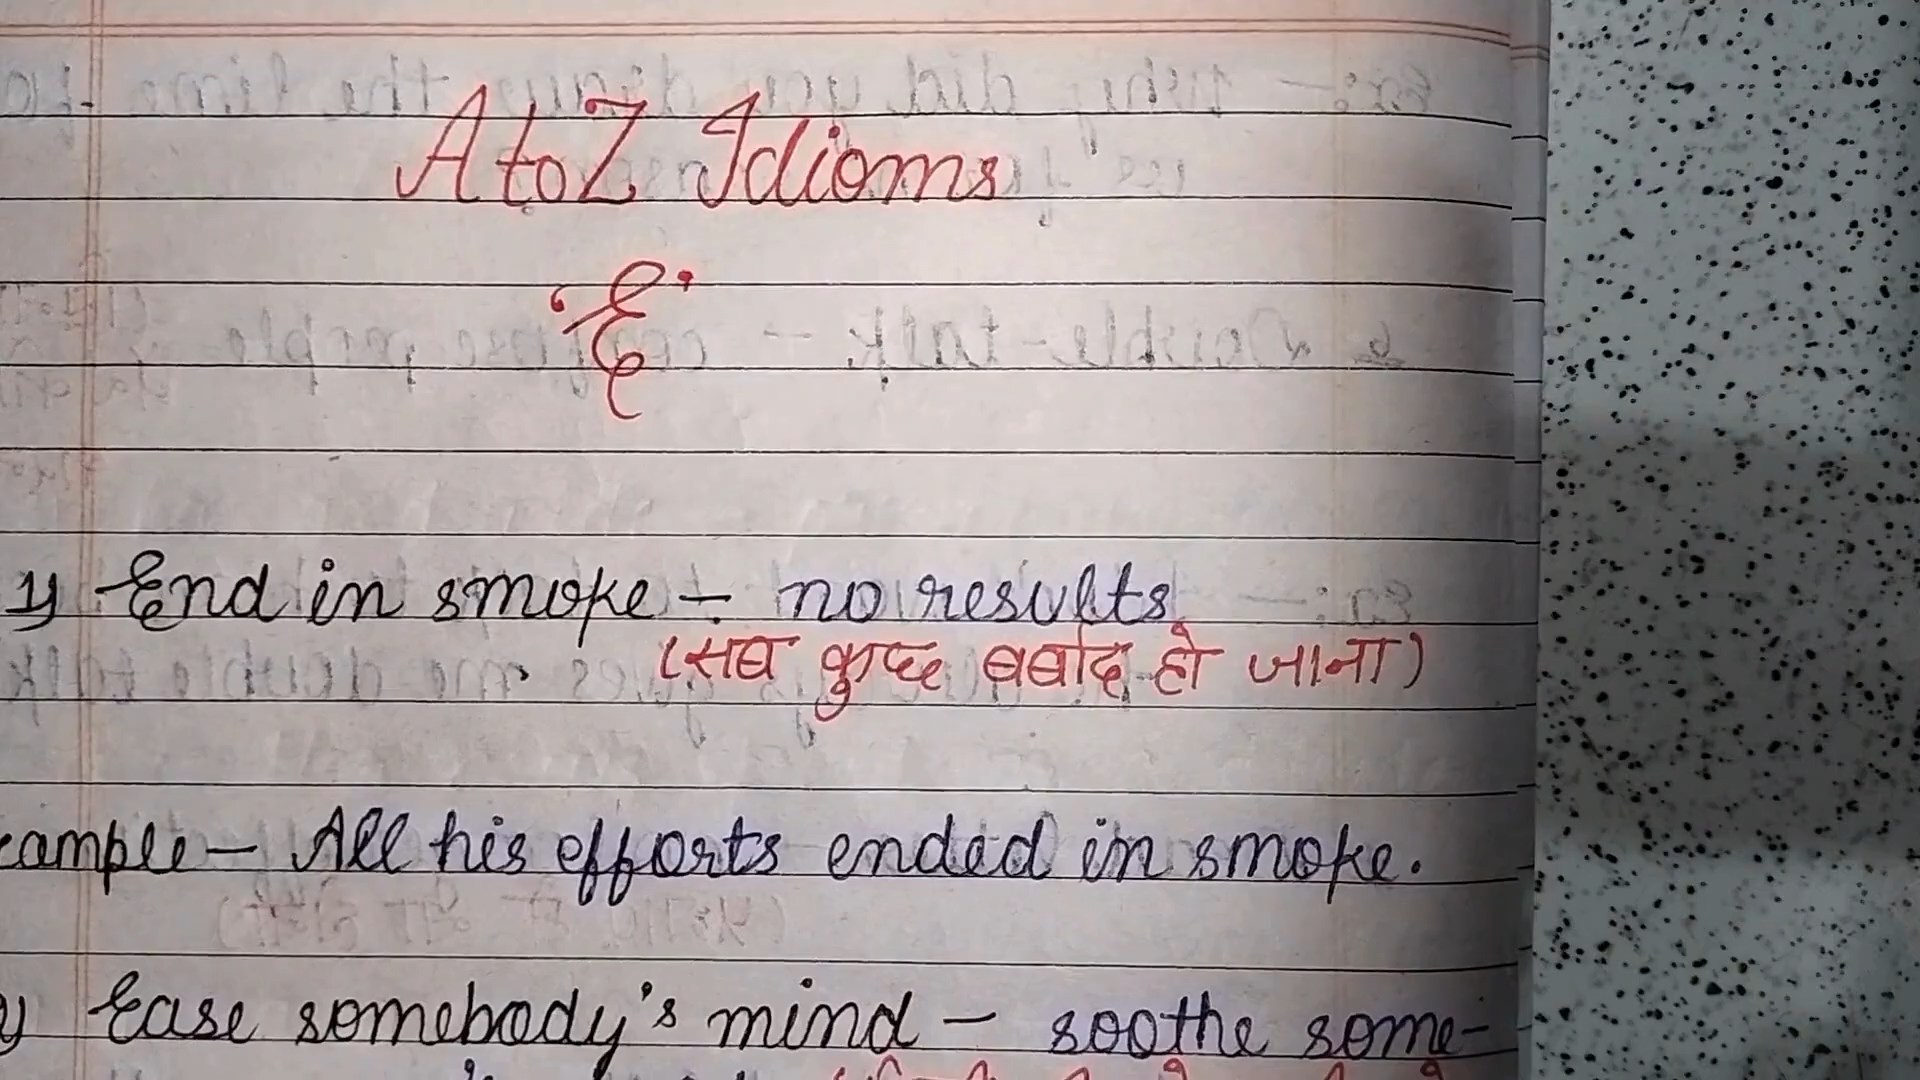 A to Z Idioms
'E'
1) End in smoke - no results
(सब कुछ बर्बाद हो जाना)
ample - All his efforts ended in smoke.
Ease somebody's mind - soothe some-